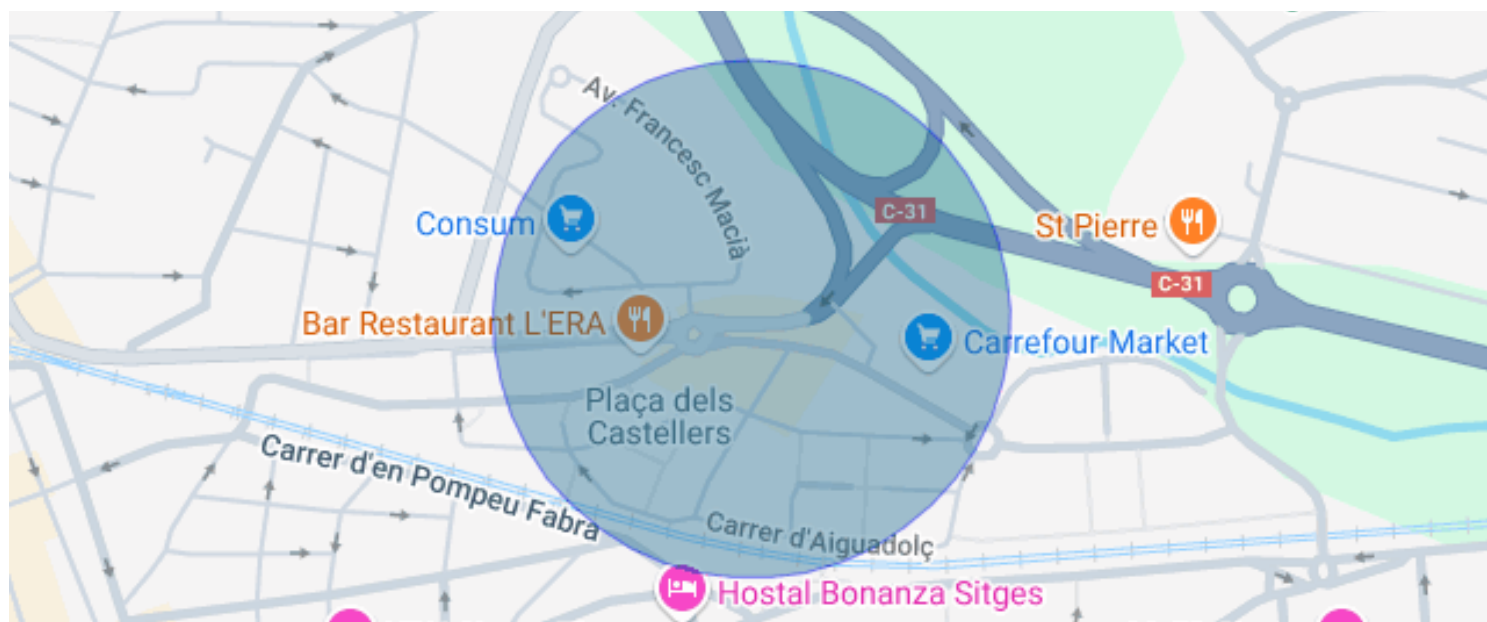 Av. Francesc Macià
Consum
C-31
St Pierre
C-31
Bar Restaurant L'ERA
Carrefour Market
Plaça dels
Castellers
Carrer d'en Pompeu Fabra
Carrer d'Aiguadolç
Hostal Bonanza Sitges